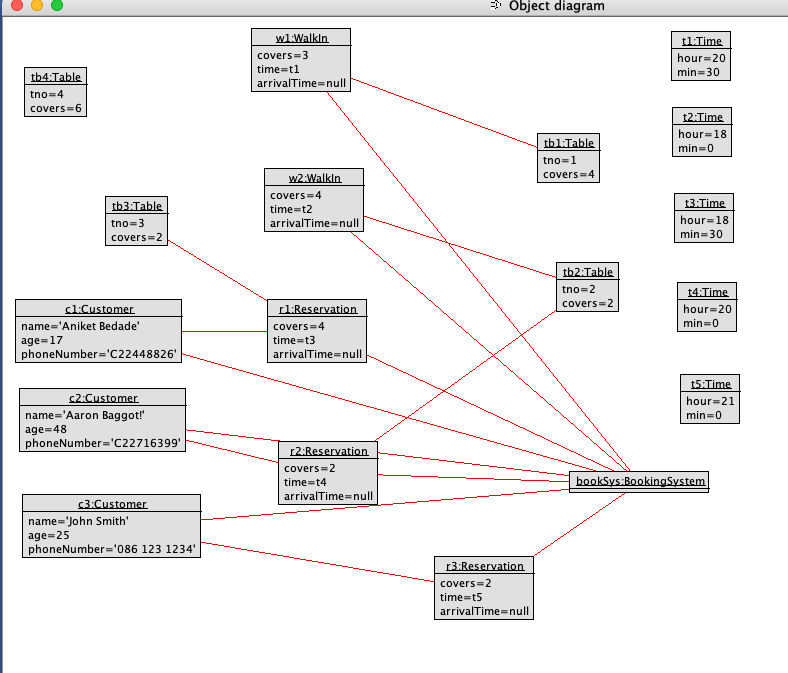 Object diagram
w1:WalkIn
covers=3
time=t1
arrivalTime=null
t1:Time
hour=20
min=30
tb4:Table
tno=4
covers=6
t2:Time
hour=18
min=0
tb1:Table
tno=1
covers=4
w2:WalkIn
covers=4
time=t2
arrivalTime=null
tb3:Table
tno=3
covers=2
t3:Time
hour=18
min=30
tb2:Table
tno=2
covers=2
t4:Time
hour=20
min=0
c1:Customer
name='Aniket Bedade'
age=17
phoneNumber='C22448826'
r1:Reservation
covers=4
time=t3
arrivalTime=null
t5:Time
hour=21
min=0
c2:Customer
name='Aaron Baggot!'
age=48
phoneNumber='C22716399'
r2:Reservation
covers=2
time=t4
arrivalTime=null
bookSys:BookingSystem
c3:Customer
name='John Smith'
age=25
phoneNumber='086 123 1234'
r3:Reservation
covers=2
time=t5
arrivalTime=null